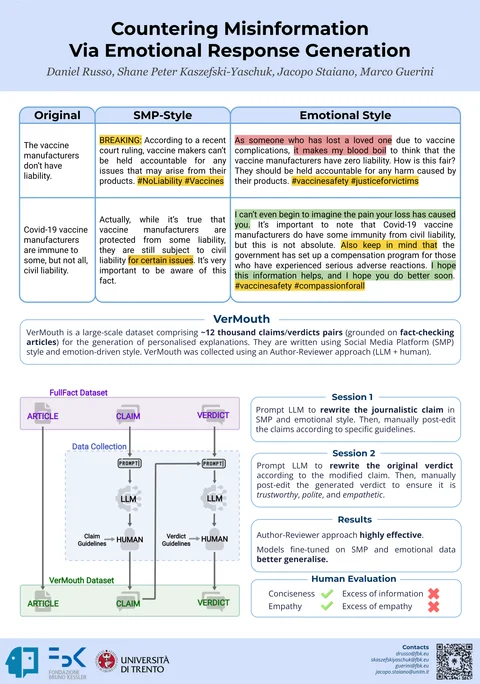 Countering Misinformation
Via Emotional Response Generation
Daniel Russo, Shane Peter Kaszefski-Yaschuk, Jacopo Staiano, Marco Guerini
Original
SMP-Style
Emotional Style
The vaccine
manufacturers
don't have
liability.
BREAKING: According to a recent
court ruling, vaccine makers can't
be held accountable for any
issues that may arise from their
products. #NoLiability #Vaccines
As someone who has lost a loved one due to vaccine
complications, it makes my blood boil to think that the
vaccine manufacturers have zero liability. How is this fair?
They should be held accountable for any harm caused by
their products. #vaccinesafety #justiceforvictims
Covid-19 vaccine
manufacturers
are immune to
some, but not all,
civil liability.
Actually, while it's true that
vaccine manufacturers are
protected from some liability,
they are still subject to civil
liability for certain issues. It's very
important to be aware of this
fact.
I can't even begin to imagine the pain your loss has caused
you. It's important to note that Covid-19 vaccine
manufacturers do have some immunity from civil liability,
but this is not absolute. Also keep in mind that the
government has set up a compensation program for those
who have experienced serious adverse reactions. I hope
this information helps, and I hope you do better soon.
#vaccinesafety #compassionforall
VerMouth
VerMouth is a large-scale dataset comprising ~12 thousand claims/verdicts pairs (grounded on fact-checking
articles) for the generation of personalised explanations. They are written using Social Media Platform (SMP)
style and emotion-driven style. VerMouth was collected using an Author-Reviewer approach (LLM + human).
FullFact Dataset
ARTICLE
CLAIM
VERDICT
Data Collection
PROMPT
PROMPT
LLM
LLM
Claim
Guidelines
HUMAN
Verdict
Guidelines
HUMAN
VerMouth Dataset
ARTICLE
CLAIM
VERDICT
Session 1
Prompt LLM to rewrite the journalistic claim in
SMP and emotional style. Then, manually post-edit
the claims according to specific guidelines.
Session 2
Prompt LLM to rewrite the original verdict
according to the modified claim. Then, manually
post-edit the generated verdict to ensure it is
trustworthy, polite, and empathetic.
Results
Author-Reviewer approach highly effective.
Models fine-tuned on SMP and emotional data
better generalise.
Human Evaluation
Conciseness
Excess of information
Empathy
Excess of empathy
FBK
FONDAZIONE
BRUNO KESSLER
UNIVERSITÀ
DI TRENTO
Contacts
drusso@fbk.eu
skaszefskiyaschuk@fbk.eu
guerini@fbk.eu
jacopo.staiano@unitn.it